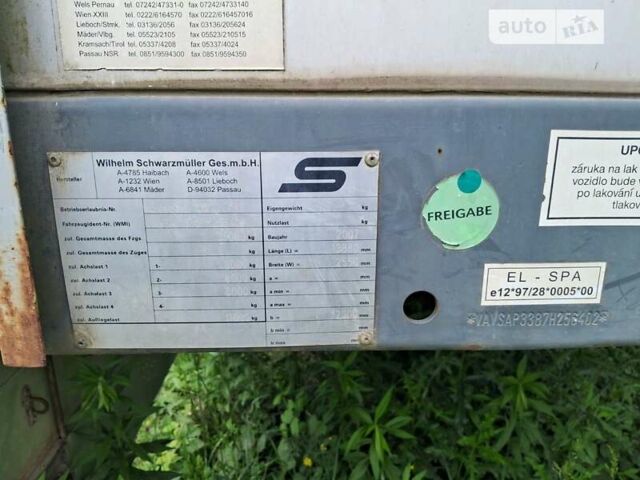 Wels Pernau tel. 07242/47331-0 fax 07242/4733140
Wien XXIII tel. 0222/6164570 fax 0222/61645716
Lieboch/Stmk. tel. 03136/2056 fax 03136/205624
Mäder/Vlbg. tel. 05523/2105 fax 05523/210515
Kramsach/Tirol tel. 05337/4208 fax 05337/4024
Passau NSR tel. 0851/9594300 fax 0851/9594350
auto RIA
Hersteller
Wilhelm Schwarzmüller Ges.m.b.H.
A-4785 Haibach A-4600 Wels
A-1232 Wien A-8501 Lieboch
A-6841 Mäder D-94032 Passau
S
Betriebserlaubnis-Nr.
Fahrzeugident-Nr. (WMI)
zul. Gesamtmasse des Fzgs kg
zul. Gesamtmasse des Zuges kg
zul. Achslast 1 1- kg
zul. Achslast 2 2- kg
zul. Achslast 3 3- kg
zul. Achslast 4 4- kg
zul. Aufliegelast kg
Eigengewicht kg
Nutzlast kg
Baujahr 2007
Länge (L) = mm
Breite (W) = mm
a = mm
a min = mm
a max = mm
b = mm
b min = mm
b max mm
FREIGABE
UPO
záruka na lak
vozidlo bude v
po lakování u
tlakov
EL - SPA
e12*97/28*0005*00